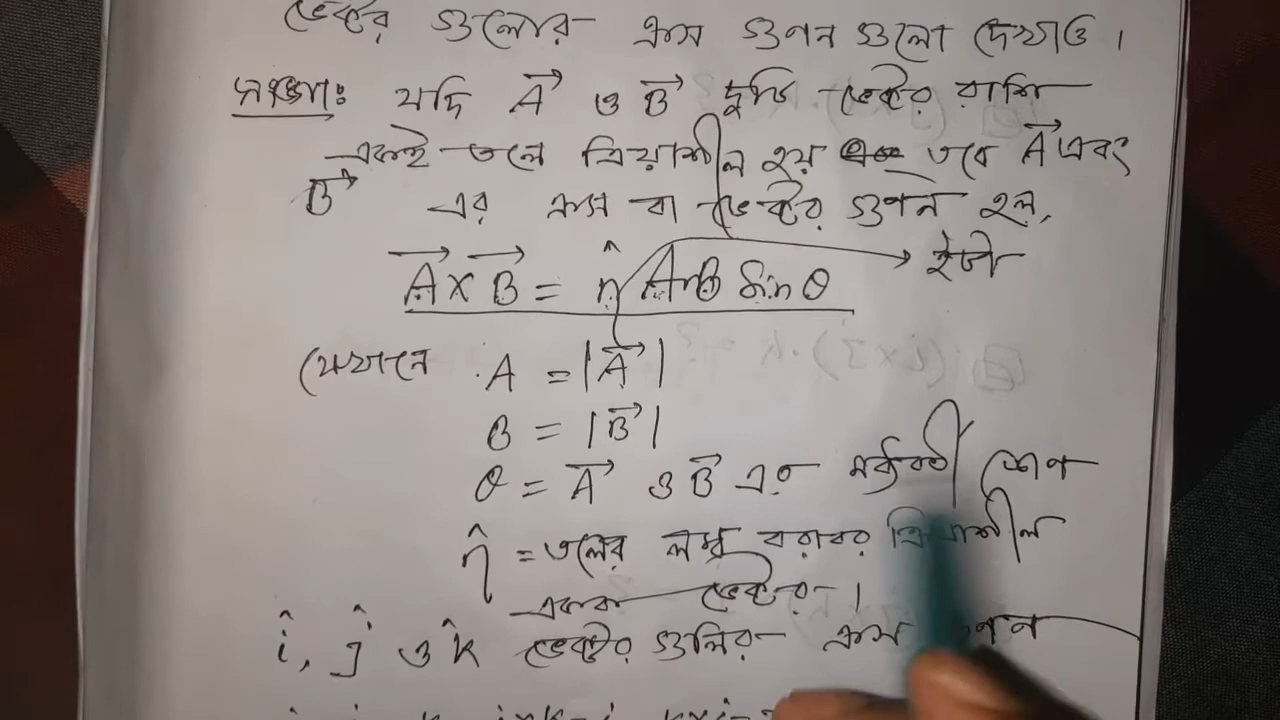 ভেক্টর গুলোর ক্রস গুণন গুলো দেখাও।
সংজ্ঞাঃ যদি A⃗ ও B⃗ দুটি ভেক্টর রাশি
একই তলে ক্রিয়াশীল হয় তবে A⃗ এবং
B⃗ এর ক্রস বা ভেক্টর গুণন হল,
A⃗ × B⃗ = n̂ AB Sin θ
যেখানে A = |A⃗|
B = |B⃗|
θ = A⃗ ও B⃗ এর মধ্যবর্তী কোণ
η̂ = তলের লম্ব বরাবর ক্রিয়াশীল
একক ভেক্টর।
î, ĵ ও k̂ ভেক্টর গুলির ক্রস গুণন